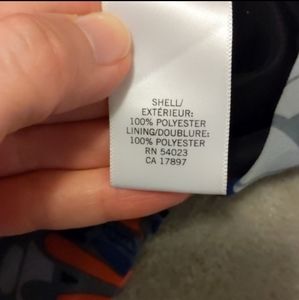 SHELL/
EXTÉRIEUR:
100% POLYESTER
LINING/DOUBLURE:
100% POLYESTER
RN 54023
CA 17897